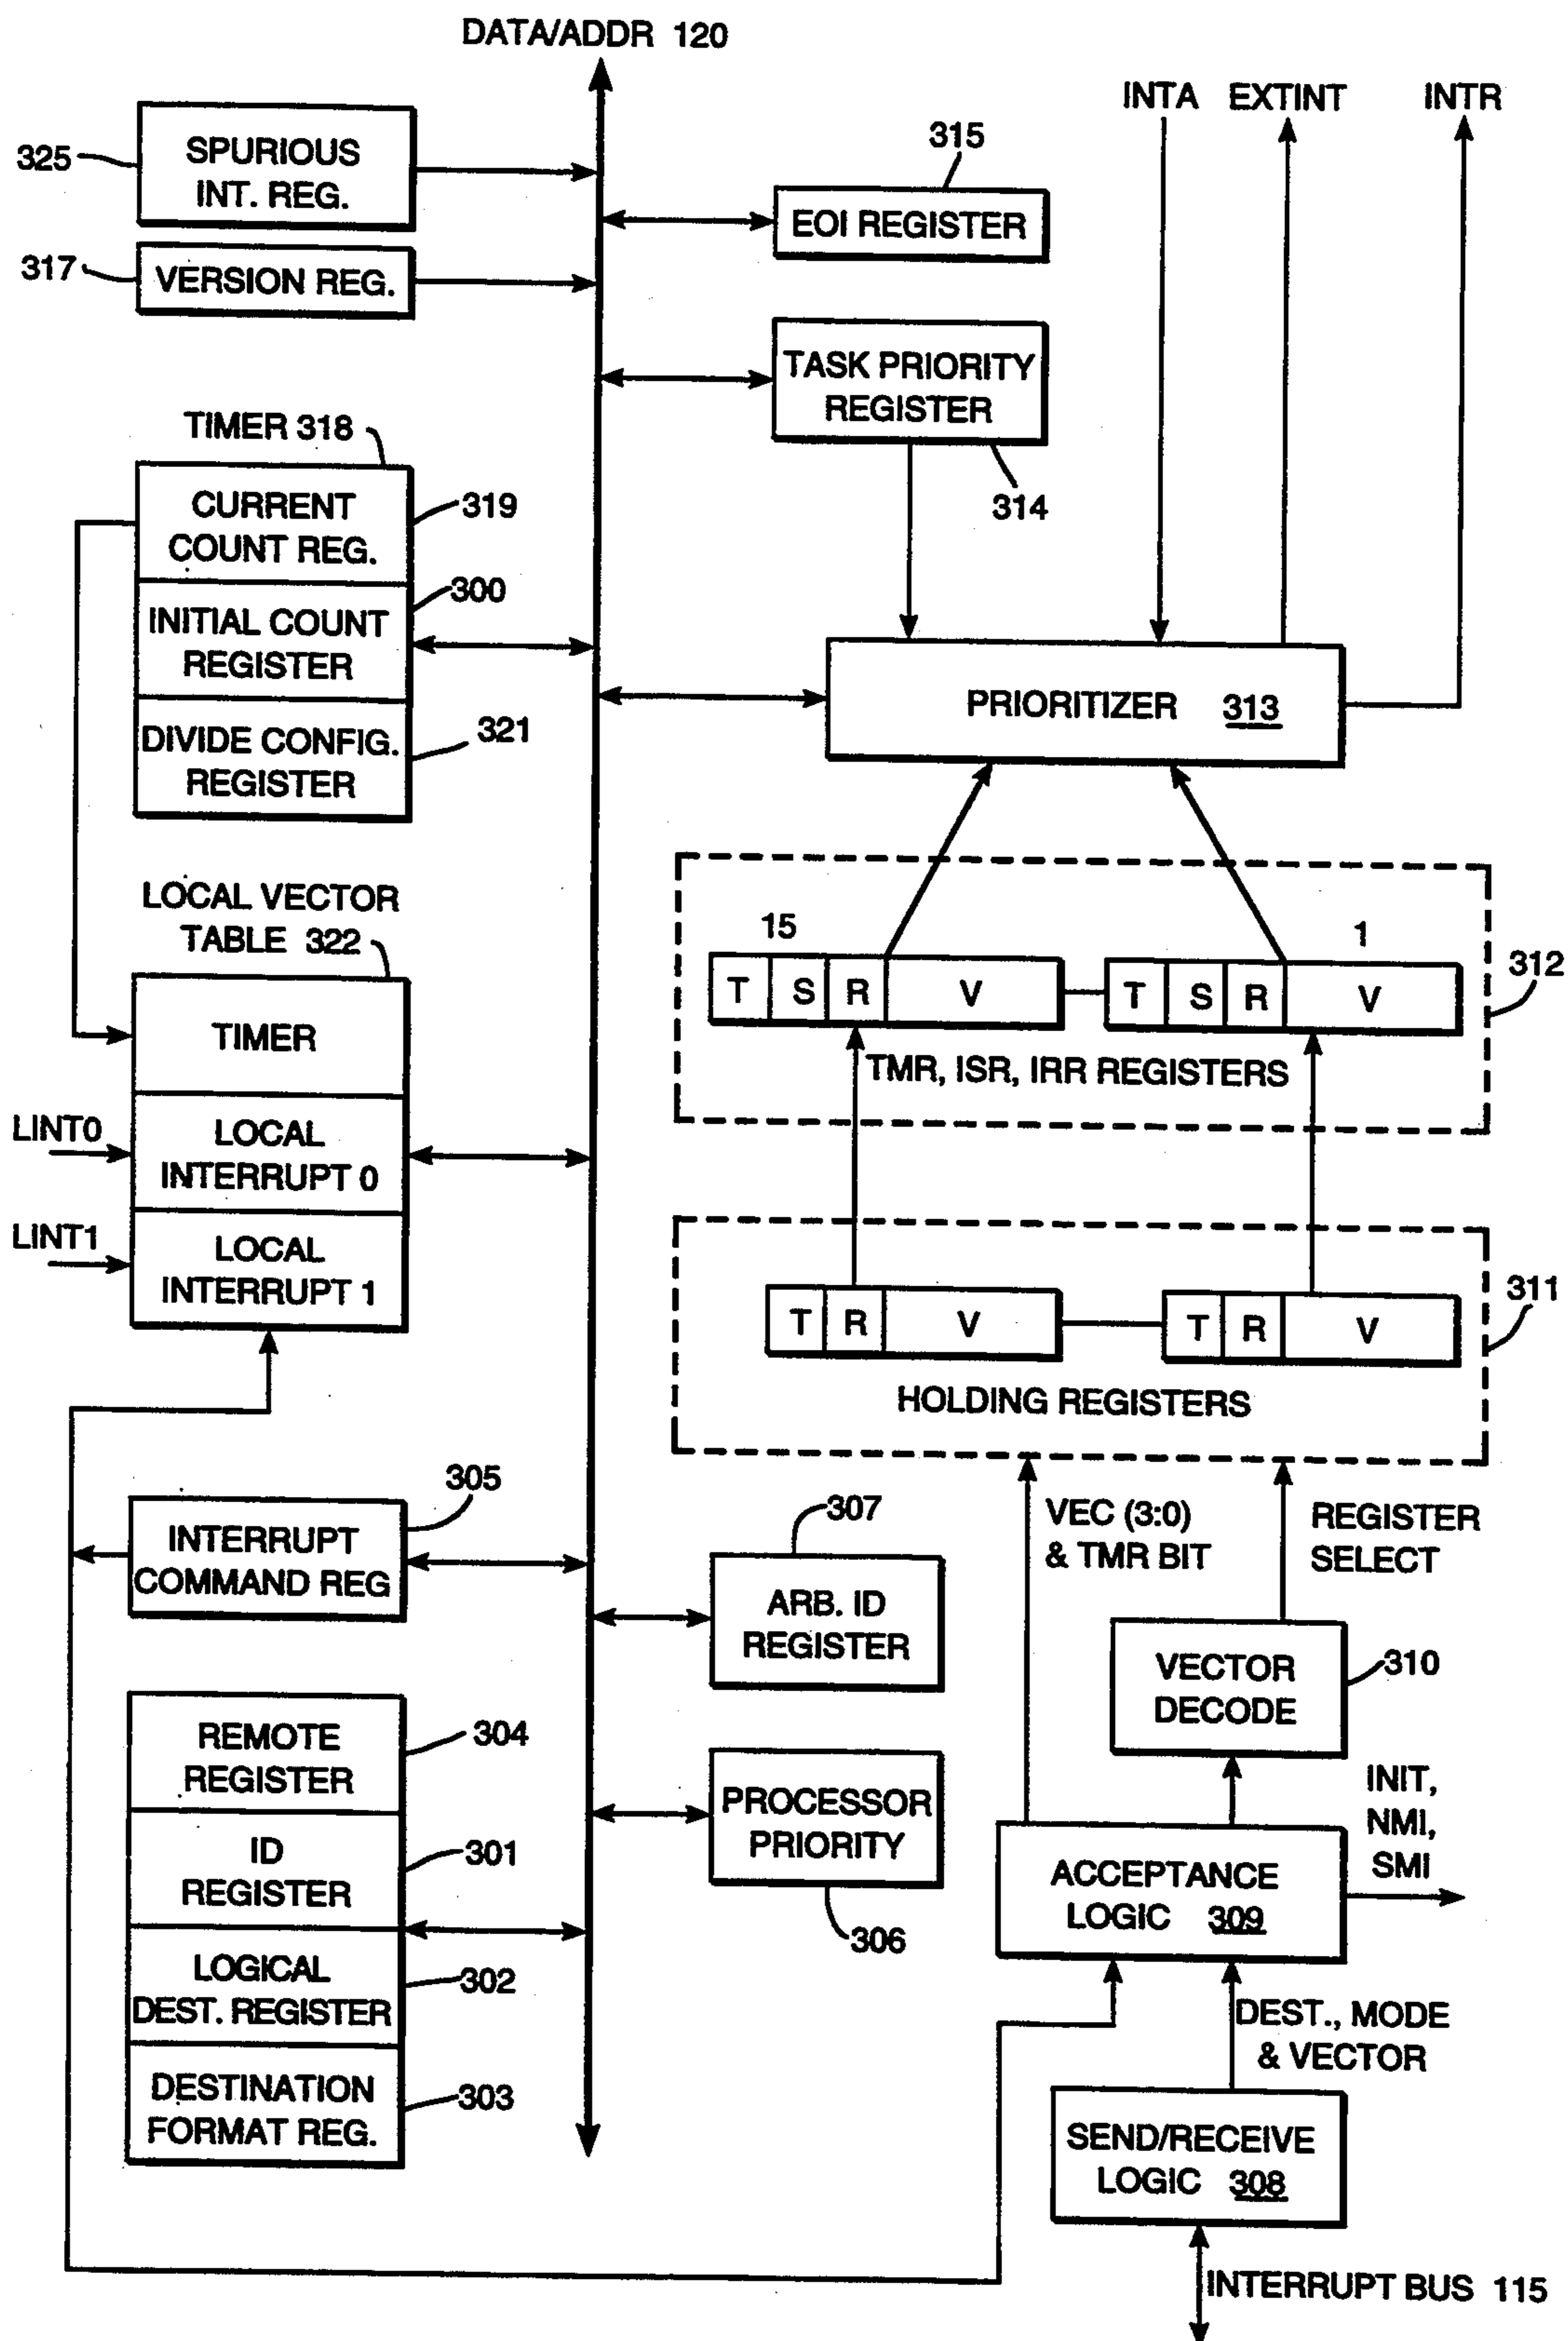 DATA/ADDR 120
INTA EXTINT INTR
325
SPURIOUS
INT. REG.
317
VERSION REG.
315
EOI REGISTER
TASK PRIORITY
REGISTER
314
TIMER 318
CURRENT
COUNT REG.
319
300
INITIAL COUNT
REGISTER
DIVIDE CONFIG.
REGISTER
321
PRIORITIZER 313
LOCAL VECTOR
TABLE 322
TIMER
LINT0
LOCAL
INTERRUPT 0
LINT1
LOCAL
INTERRUPT 1
15
1
T S R V
T S R V
312
TMR, ISR, IRR REGISTERS
311
T R V
T R V
HOLDING REGISTERS
305
INTERRUPT
COMMAND REG
307
ARB. ID
REGISTER
VEC (3:0)
& TMR BIT
REGISTER
SELECT
VECTOR
DECODE
310
REMOTE
REGISTER
304
ID
REGISTER
301
LOGICAL
DEST. REGISTER
302
DESTINATION
FORMAT REG.
303
PROCESSOR
PRIORITY
306
INIT,
NMI,
SMI
ACCEPTANCE
LOGIC 309
DEST., MODE
& VECTOR
SEND/RECEIVE
LOGIC 308
INTERRUPT BUS 115